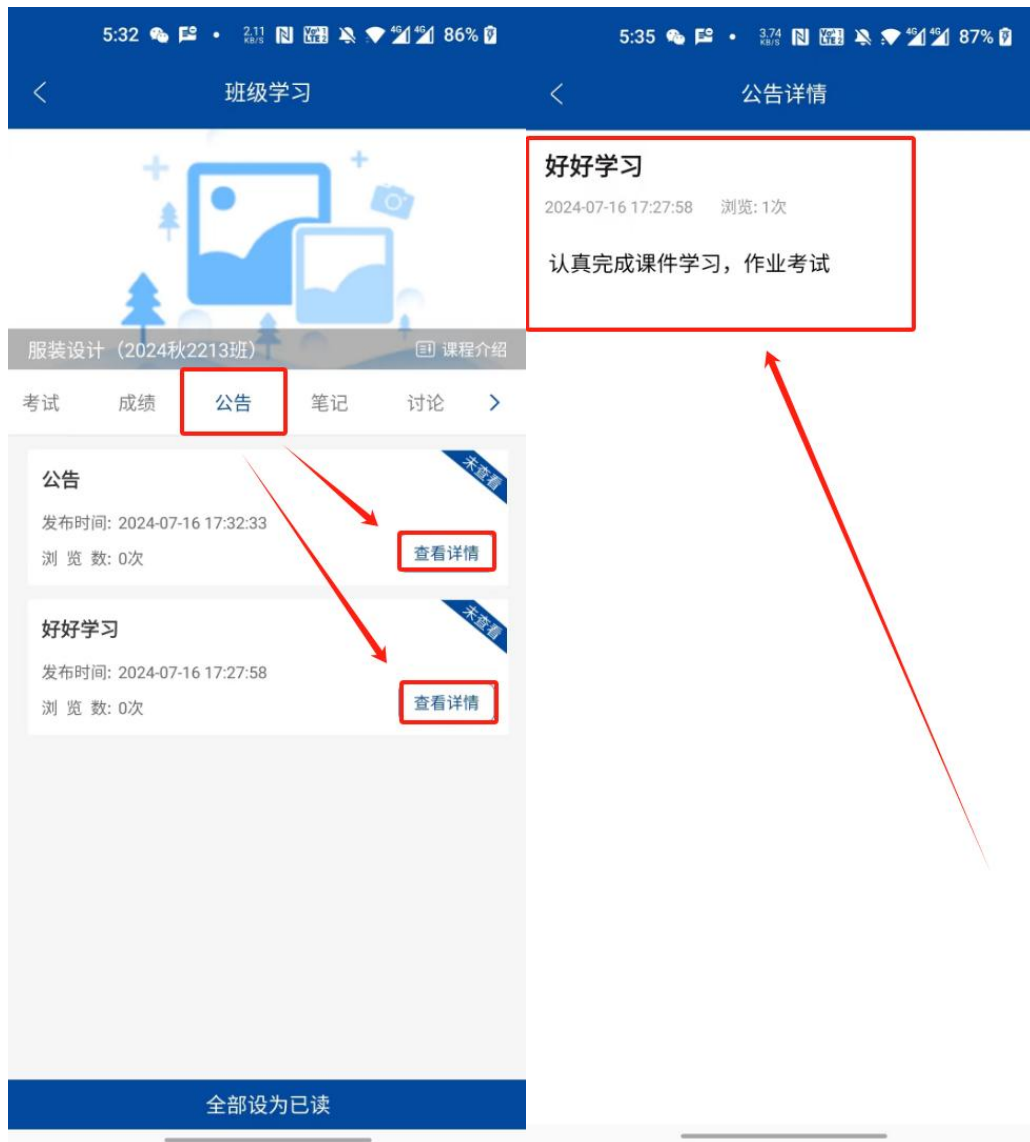 5:32 2.11 KB/S 4G 4G 86%
班级学习
服装设计（2024秋2213班） 课程介绍
考试 成绩 公告 笔记 讨论 >
公告
未查看
发布时间: 2024-07-16 17:32:33
浏 览 数: 0次
查看详情
好好学习
未查看
发布时间: 2024-07-16 17:27:58
浏 览 数: 0次
查看详情
全部设为已读
5:35 3.74 KB/S 4G 4G 87%
公告详情
好好学习
2024-07-16 17:27:58 浏览: 1次
认真完成课件学习，作业考试